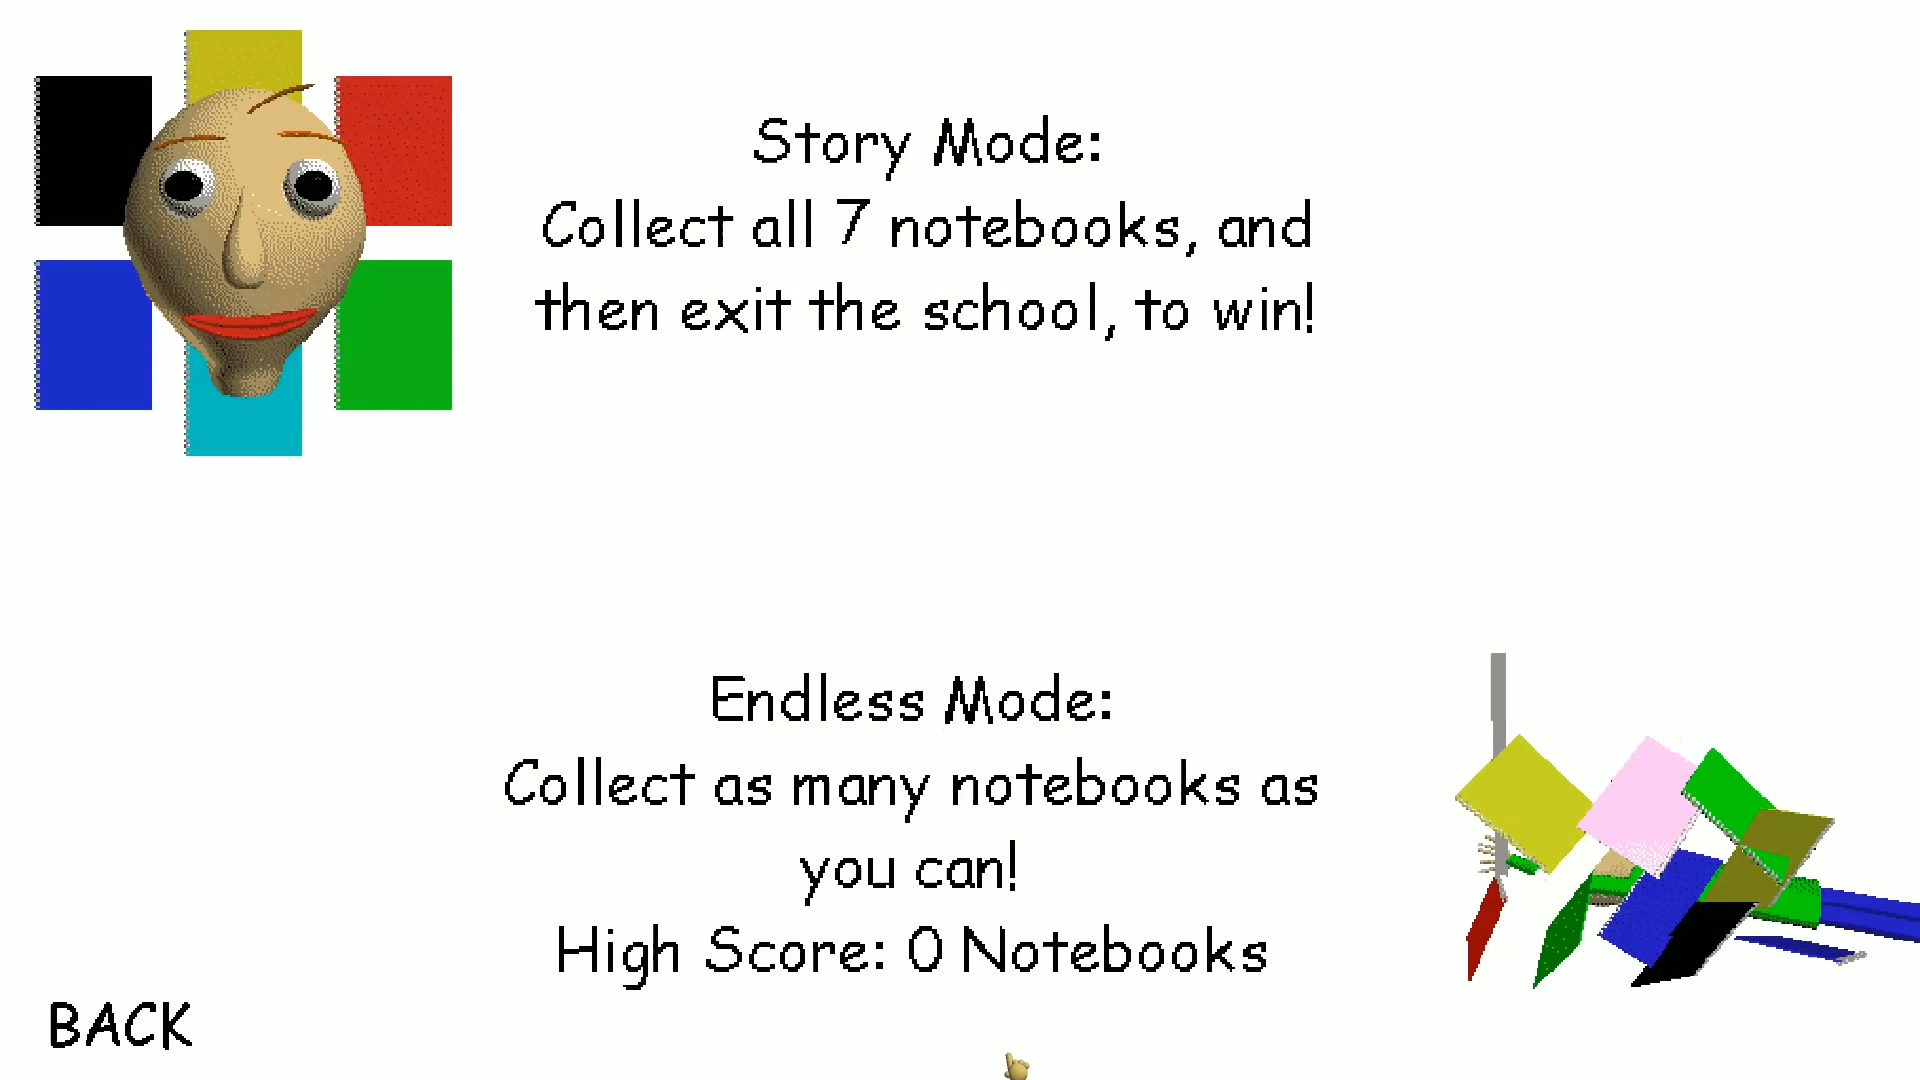 Story Mode:
Collect all 7 notebooks, and
then exit the school, to win!
Endless Mode:
Collect as many notebooks as
you can!
High Score: 0 Notebooks
BACK